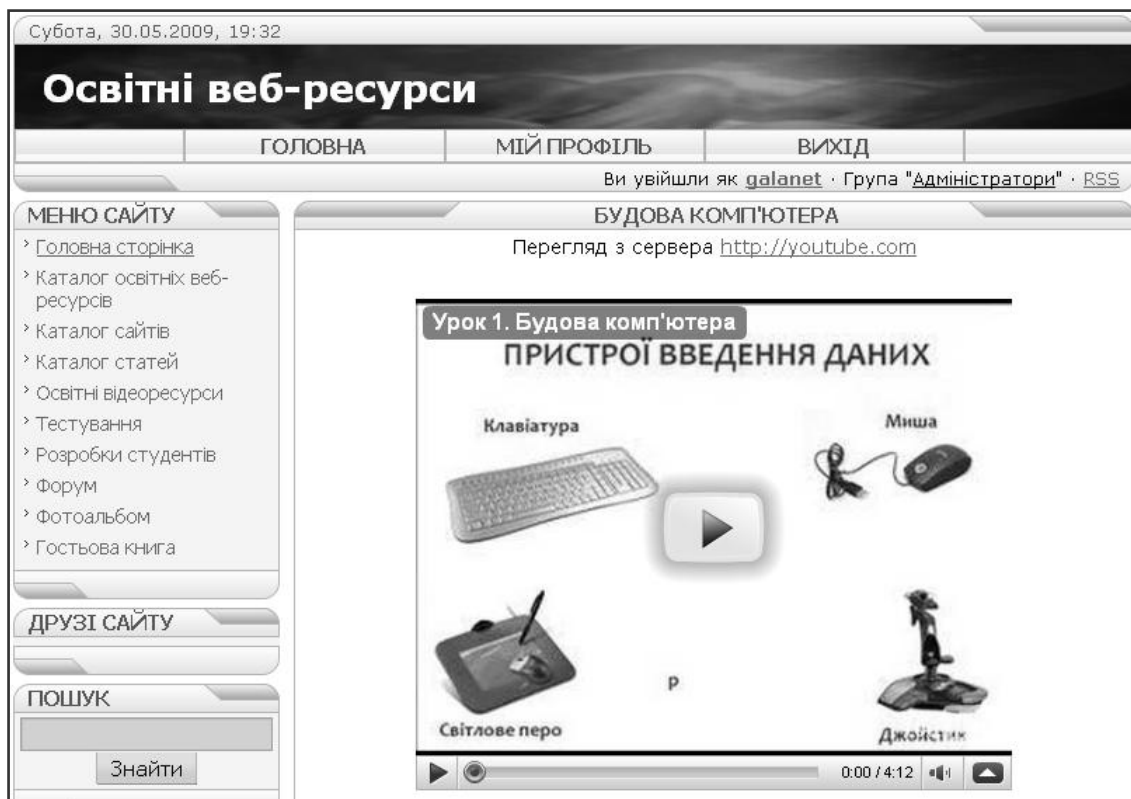 Субота, 30.05.2009, 19:32
Освітні веб-ресурси
ГОЛОВНА
МІЙ ПРОФІЛЬ
ВИХІД
Ви увійшли як galanet · Група "Адміністратори" · RSS
МЕНЮ САЙТУ
Головна сторінка
Каталог освітніх веб-
ресурсів
Каталог сайтів
Каталог статей
Освітні відеоресурси
Тестування
Розробки студентів
Форум
Фотоальбом
Гостьова книга
ДРУЗІ САЙТУ
ПОШУК
Знайти
БУДОВА КОМП'ЮТЕРА
Перегляд з сервера http://youtube.com
Урок 1. Будова комп'ютера
ПРИСТРОЇ ВВЕДЕННЯ ДАНИХ
Клавіатура
Миша
Р
Світлове перо
Джойстик
0:00 / 4:12